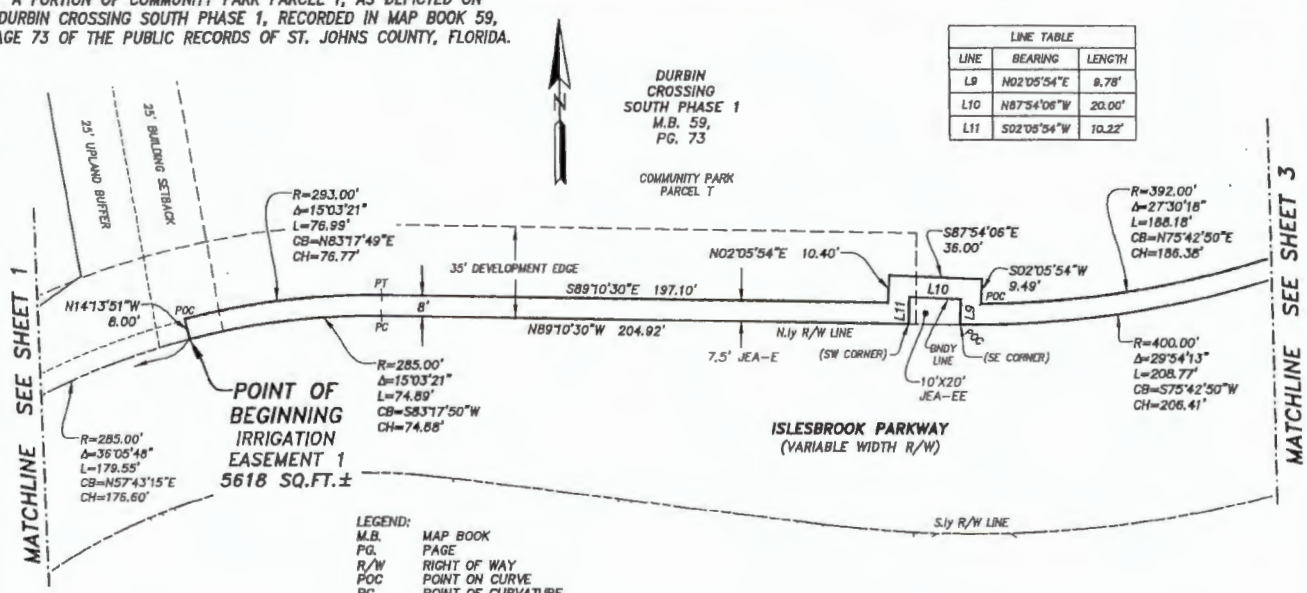 A PORTION OF COMMUNITY PARK PARCEL T, AS DEPICTED ON
DURBIN CROSSING SOUTH PHASE 1, RECORDED IN MAP BOOK 59,
PAGE 73 OF THE PUBLIC RECORDS OF ST. JOHNS COUNTY, FLORIDA.
N
DURBIN
CROSSING
SOUTH PHASE 1
M.B. 59,
PG. 73
COMMUNITY PARK
PARCEL T
LINE TABLE
LINE BEARING LENGTH
L9 N02°05'54"E 9.78'
L10 N87°54'06"W 20.00'
L11 S02°05'54"W 10.22'
MATCHLINE SEE SHEET 1
25' UPLAND BUFFER
25' BUILDING SETBACK
R=293.00'
Δ=15°03'21"
L=76.99'
CB=N83°17'49"E
CH=76.77'
N14°13'51"W
8.00'
POC
PT
PC
8'
35' DEVELOPMENT EDGE
S89°10'30"E 197.10'
N89°10'30"W 204.92'
N02°05'54"E 10.40'
S87°54'06"E
36.00'
S02°05'54"W
9.49'
L10
L11
L9
POC
POC
N.ly R/W LINE
7.5' JEA-E
(SW CORNER)
BNDY
LINE
(SE CORNER)
10'X20'
JEA-EE
R=392.00'
Δ=27°30'18"
L=188.18'
CB=N75°42'50"E
CH=186.38'
R=400.00'
Δ=29°54'13"
L=208.77'
CB=S75°42'50"W
CH=206.41'
MATCHLINE SEE SHEET 3
R=285.00'
Δ=15°03'21"
L=74.89'
CB=S83°17'50"W
CH=74.68'
POINT OF
BEGINNING
IRRIGATION
EASEMENT 1
5618 SQ.FT.±
R=285.00'
Δ=36°05'48"
L=179.55'
CB=N57°43'15"E
CH=176.60'
ISLESBROOK PARKWAY
(VARIABLE WIDTH R/W)
S.ly R/W LINE
LEGEND:
M.B. MAP BOOK
PG. PAGE
R/W RIGHT OF WAY
POC POINT ON CURVE
PC POINT OF CURVATURE